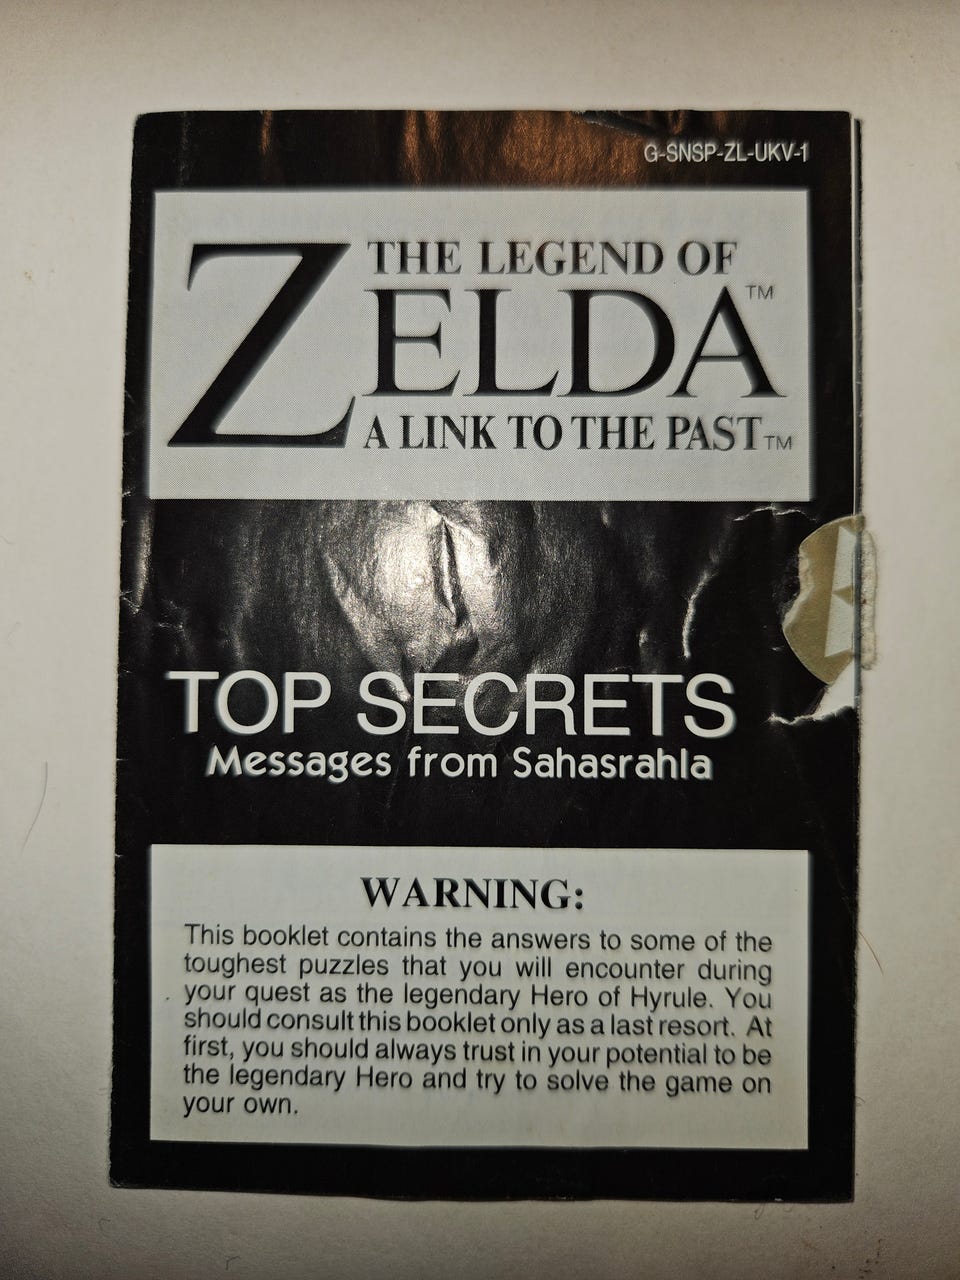 G-SNSP-ZL-UKV-1
THE LEGEND OF
ZELDA™
A LINK TO THE PAST™
TOP SECRETS
Messages from Sahasrahla
WARNING:
This booklet contains the answers to some of the
toughest puzzles that you will encounter during
your quest as the legendary Hero of Hyrule. You
should consult this booklet only as a last resort. At
first, you should always trust in your potential to be
the legendary Hero and try to solve the game on
your own.